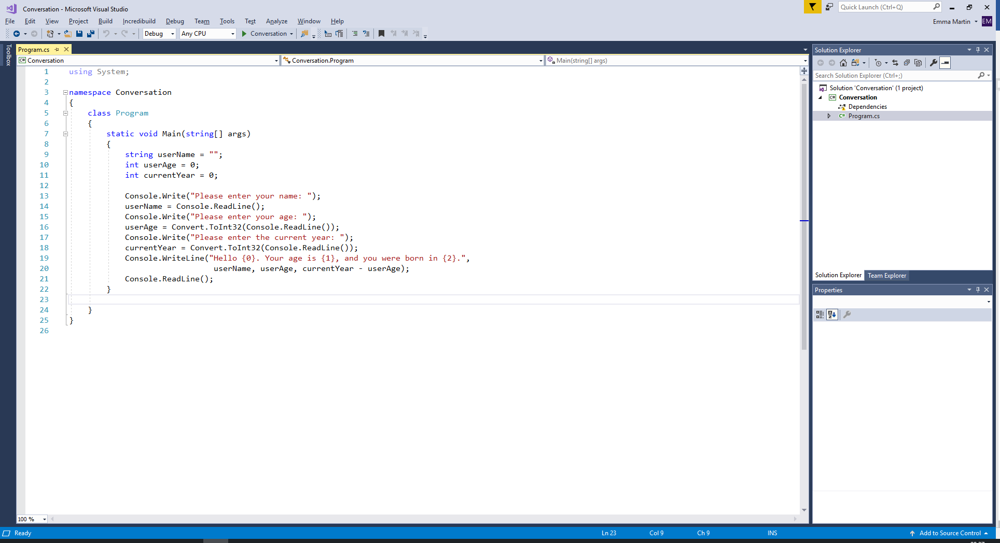 Conversation - Microsoft Visual Studio
Quick Launch (Ctrl+Q)
File Edit View Project Build Incredibuild Debug Team Tools Test Analyze Window Help
Emma Martin EM
Debug Any CPU Conversation
Toolbox
Program.cs
Conversation Conversation.Program Main(string[] args)
1 using System;
2
3 namespace Conversation
4 {
5 class Program
6 {
7 static void Main(string[] args)
8 {
9 string userName = "";
10 int userAge = 0;
11 int currentYear = 0;
12
13 Console.Write("Please enter your name: ");
14 userName = Console.ReadLine();
15 Console.Write("Please enter your age: ");
16 userAge = Convert.ToInt32(Console.ReadLine());
17 Console.Write("Please enter the current year: ");
18 currentYear = Convert.ToInt32(Console.ReadLine());
19 Console.WriteLine("Hello {0}. Your age is {1}, and you were born in {2}.",
20 userName, userAge, currentYear - userAge);
21 Console.ReadLine();
22 }
23
24 }
25 }
26
100 %
Solution Explorer
Search Solution Explorer (Ctrl+;)
Solution 'Conversation' (1 project)
C# Conversation
Dependencies
C# Program.cs
Solution Explorer Team Explorer
Properties
Ready Ln 23 Col 9 Ch 9 INS Add to Source Control